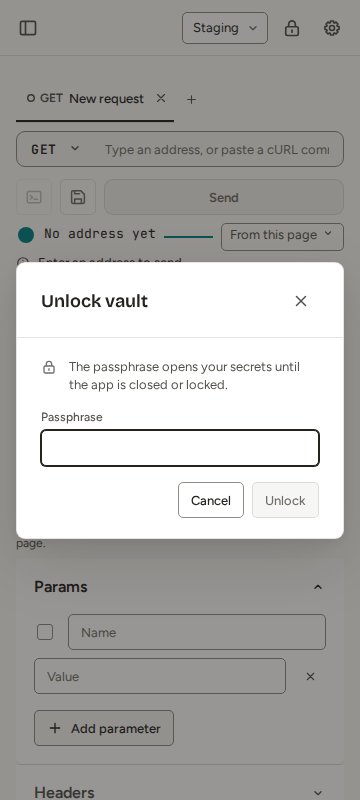 Staging
GET New request
GET
Type an address, or paste a cURL comm
Send
No address yet
From this page
Enter an address to send
Unlock vault
The passphrase opens your secrets until
the app is closed or locked.
Passphrase
Cancel
Unlock
page.
Params
Name
Value
Add parameter
Headers